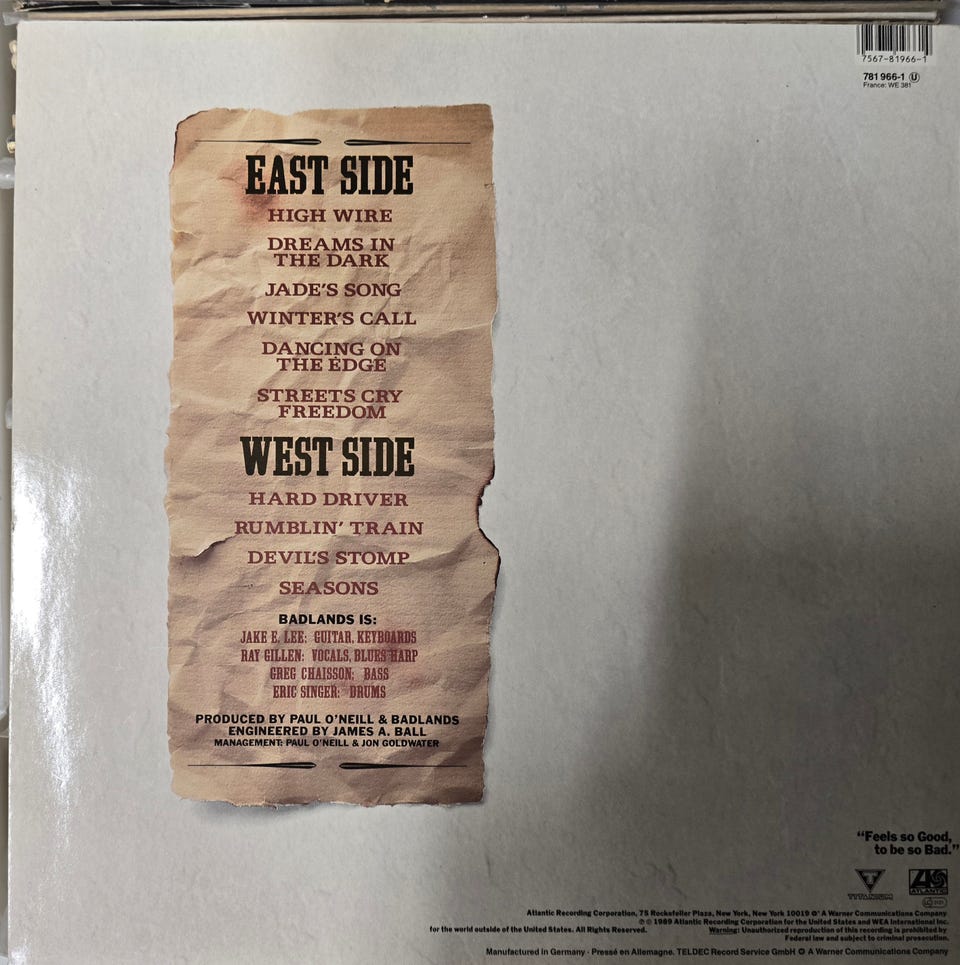 7567-81966-1
781 966-1 Ⓤ
France: WE 381
EAST SIDE
HIGH WIRE
DREAMS IN
THE DARK
JADE'S SONG
WINTER'S CALL
DANCING ON
THE EDGE
STREETS CRY
FREEDOM
WEST SIDE
HARD DRIVER
RUMBLIN' TRAIN
DEVIL'S STOMP
SEASONS
BADLANDS IS:
JAKE E. LEE: GUITAR, KEYBOARDS
RAY GILLEN: VOCALS, BLUES HARP
GREG CHAISSON: BASS
ERIC SINGER: DRUMS
PRODUCED BY PAUL O'NEILL & BADLANDS
ENGINEERED BY JAMES A. BALL
MANAGEMENT: PAUL O'NEILL & JON GOLDWATER
"Feels so Good,
to be so Bad."
TITANIUM
ATLANTIC
Atlantic Recording Corporation, 75 Rockefeller Plaza, New York, New York 10019 A Warner Communications Company
℗ © 1989 Atlantic Recording Corporation for the United States and WEA International Inc.
for the world outside of the United States. All Rights Reserved. Warning: Unauthorized reproduction of this recording is prohibited by
Federal law and subject to criminal prosecution.
Manufactured in Germany · Pressé en Allemagne. TELDEC Record Service GmbH A Warner Communications Company